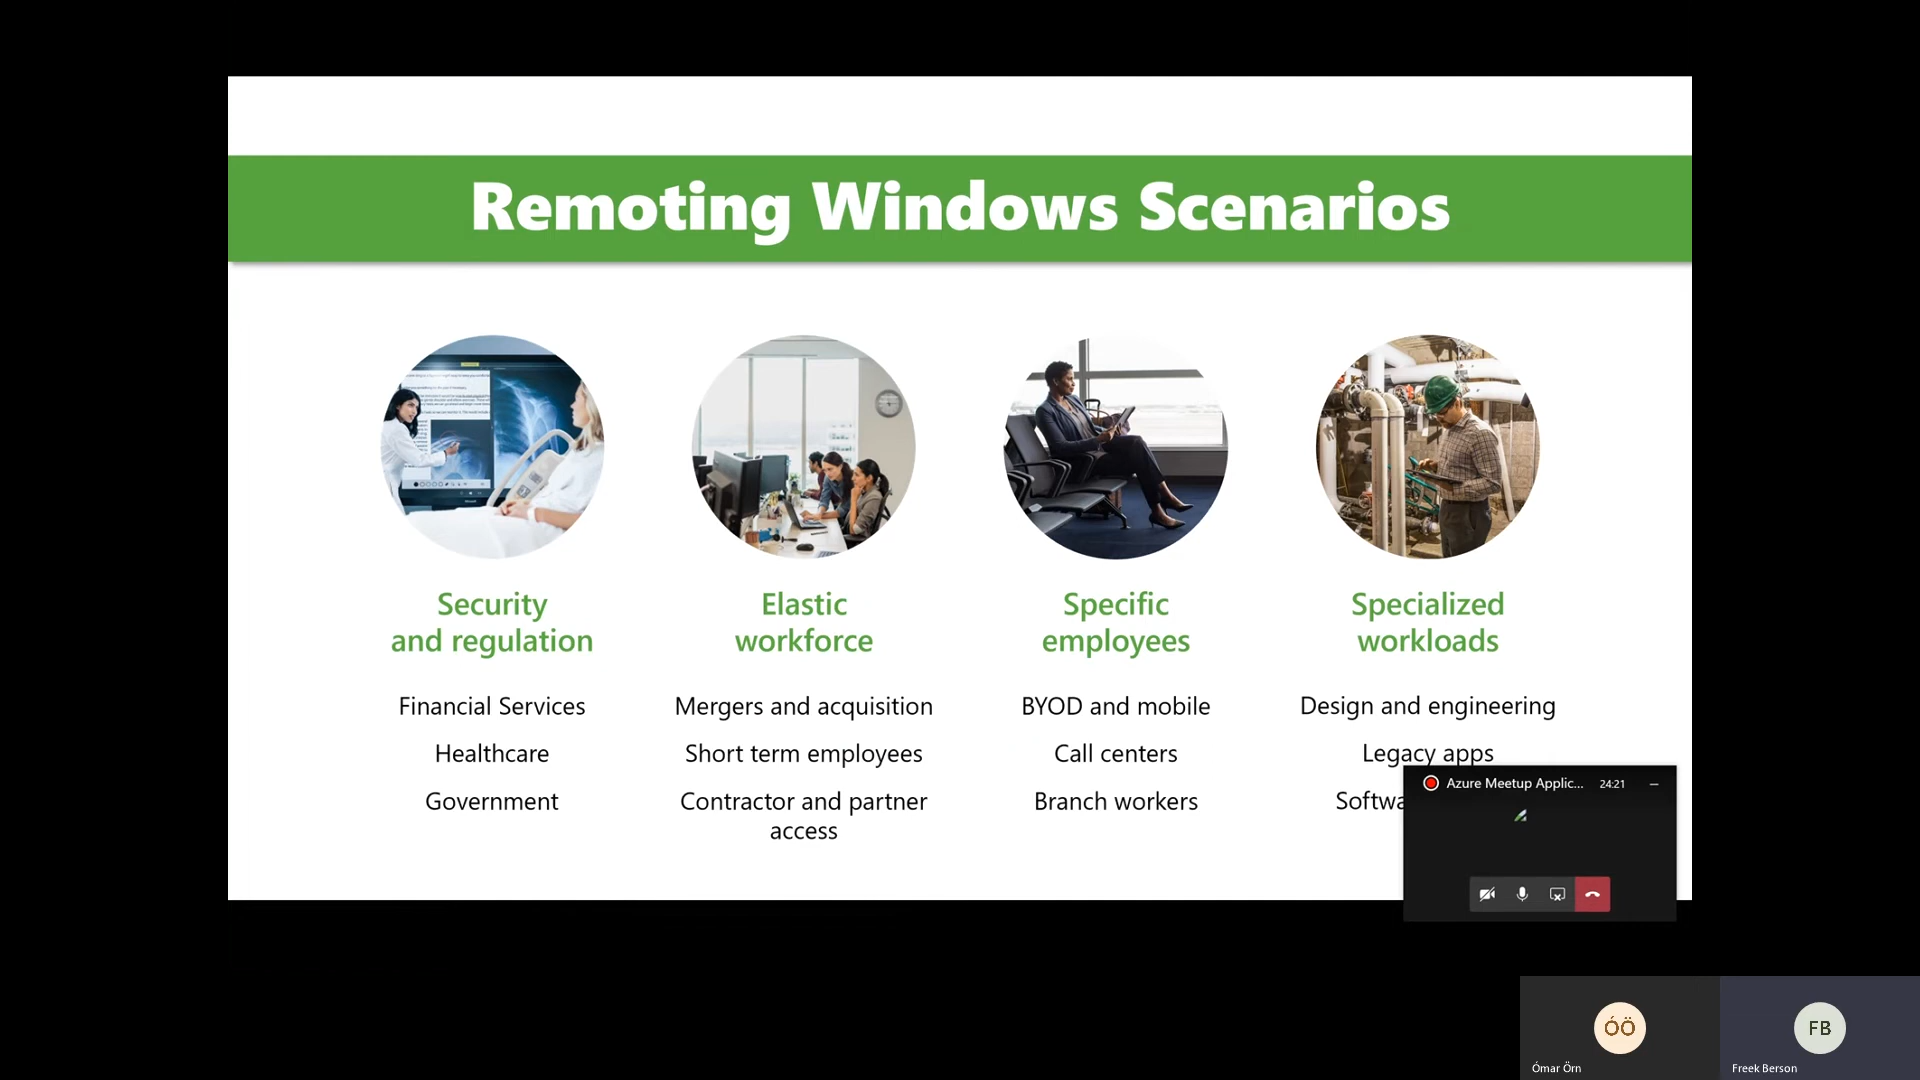 Remoting Windows Scenarios
Security
and regulation
Financial Services
Healthcare
Government
Elastic
workforce
Mergers and acquisition
Short term employees
Contractor and partner
access
Specific
employees
BYOD and mobile
Call centers
Branch workers
Specialized
workloads
Design and engineering
Legacy apps
Azure Meetup Applic... 24:21
ÓÖ
Ómar Örn
FB
Freek Berson